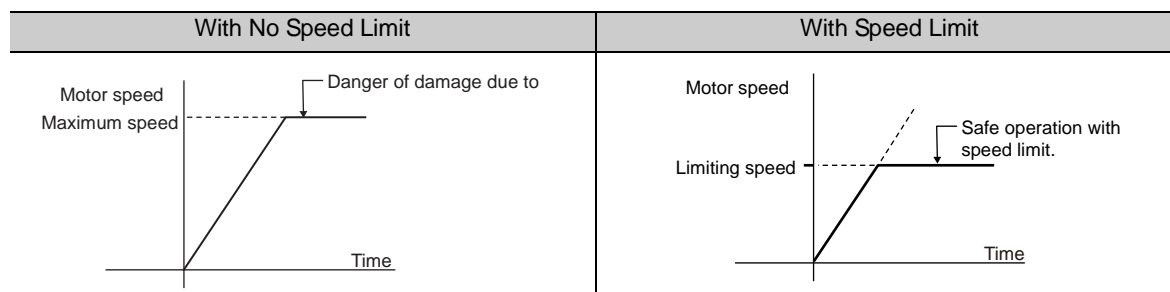 With No Speed Limit
With Speed Limit
Motor speed
Danger of damage due to
Maximum speed
Time
Motor speed
Safe operation with
speed limit.
Limiting speed
Time